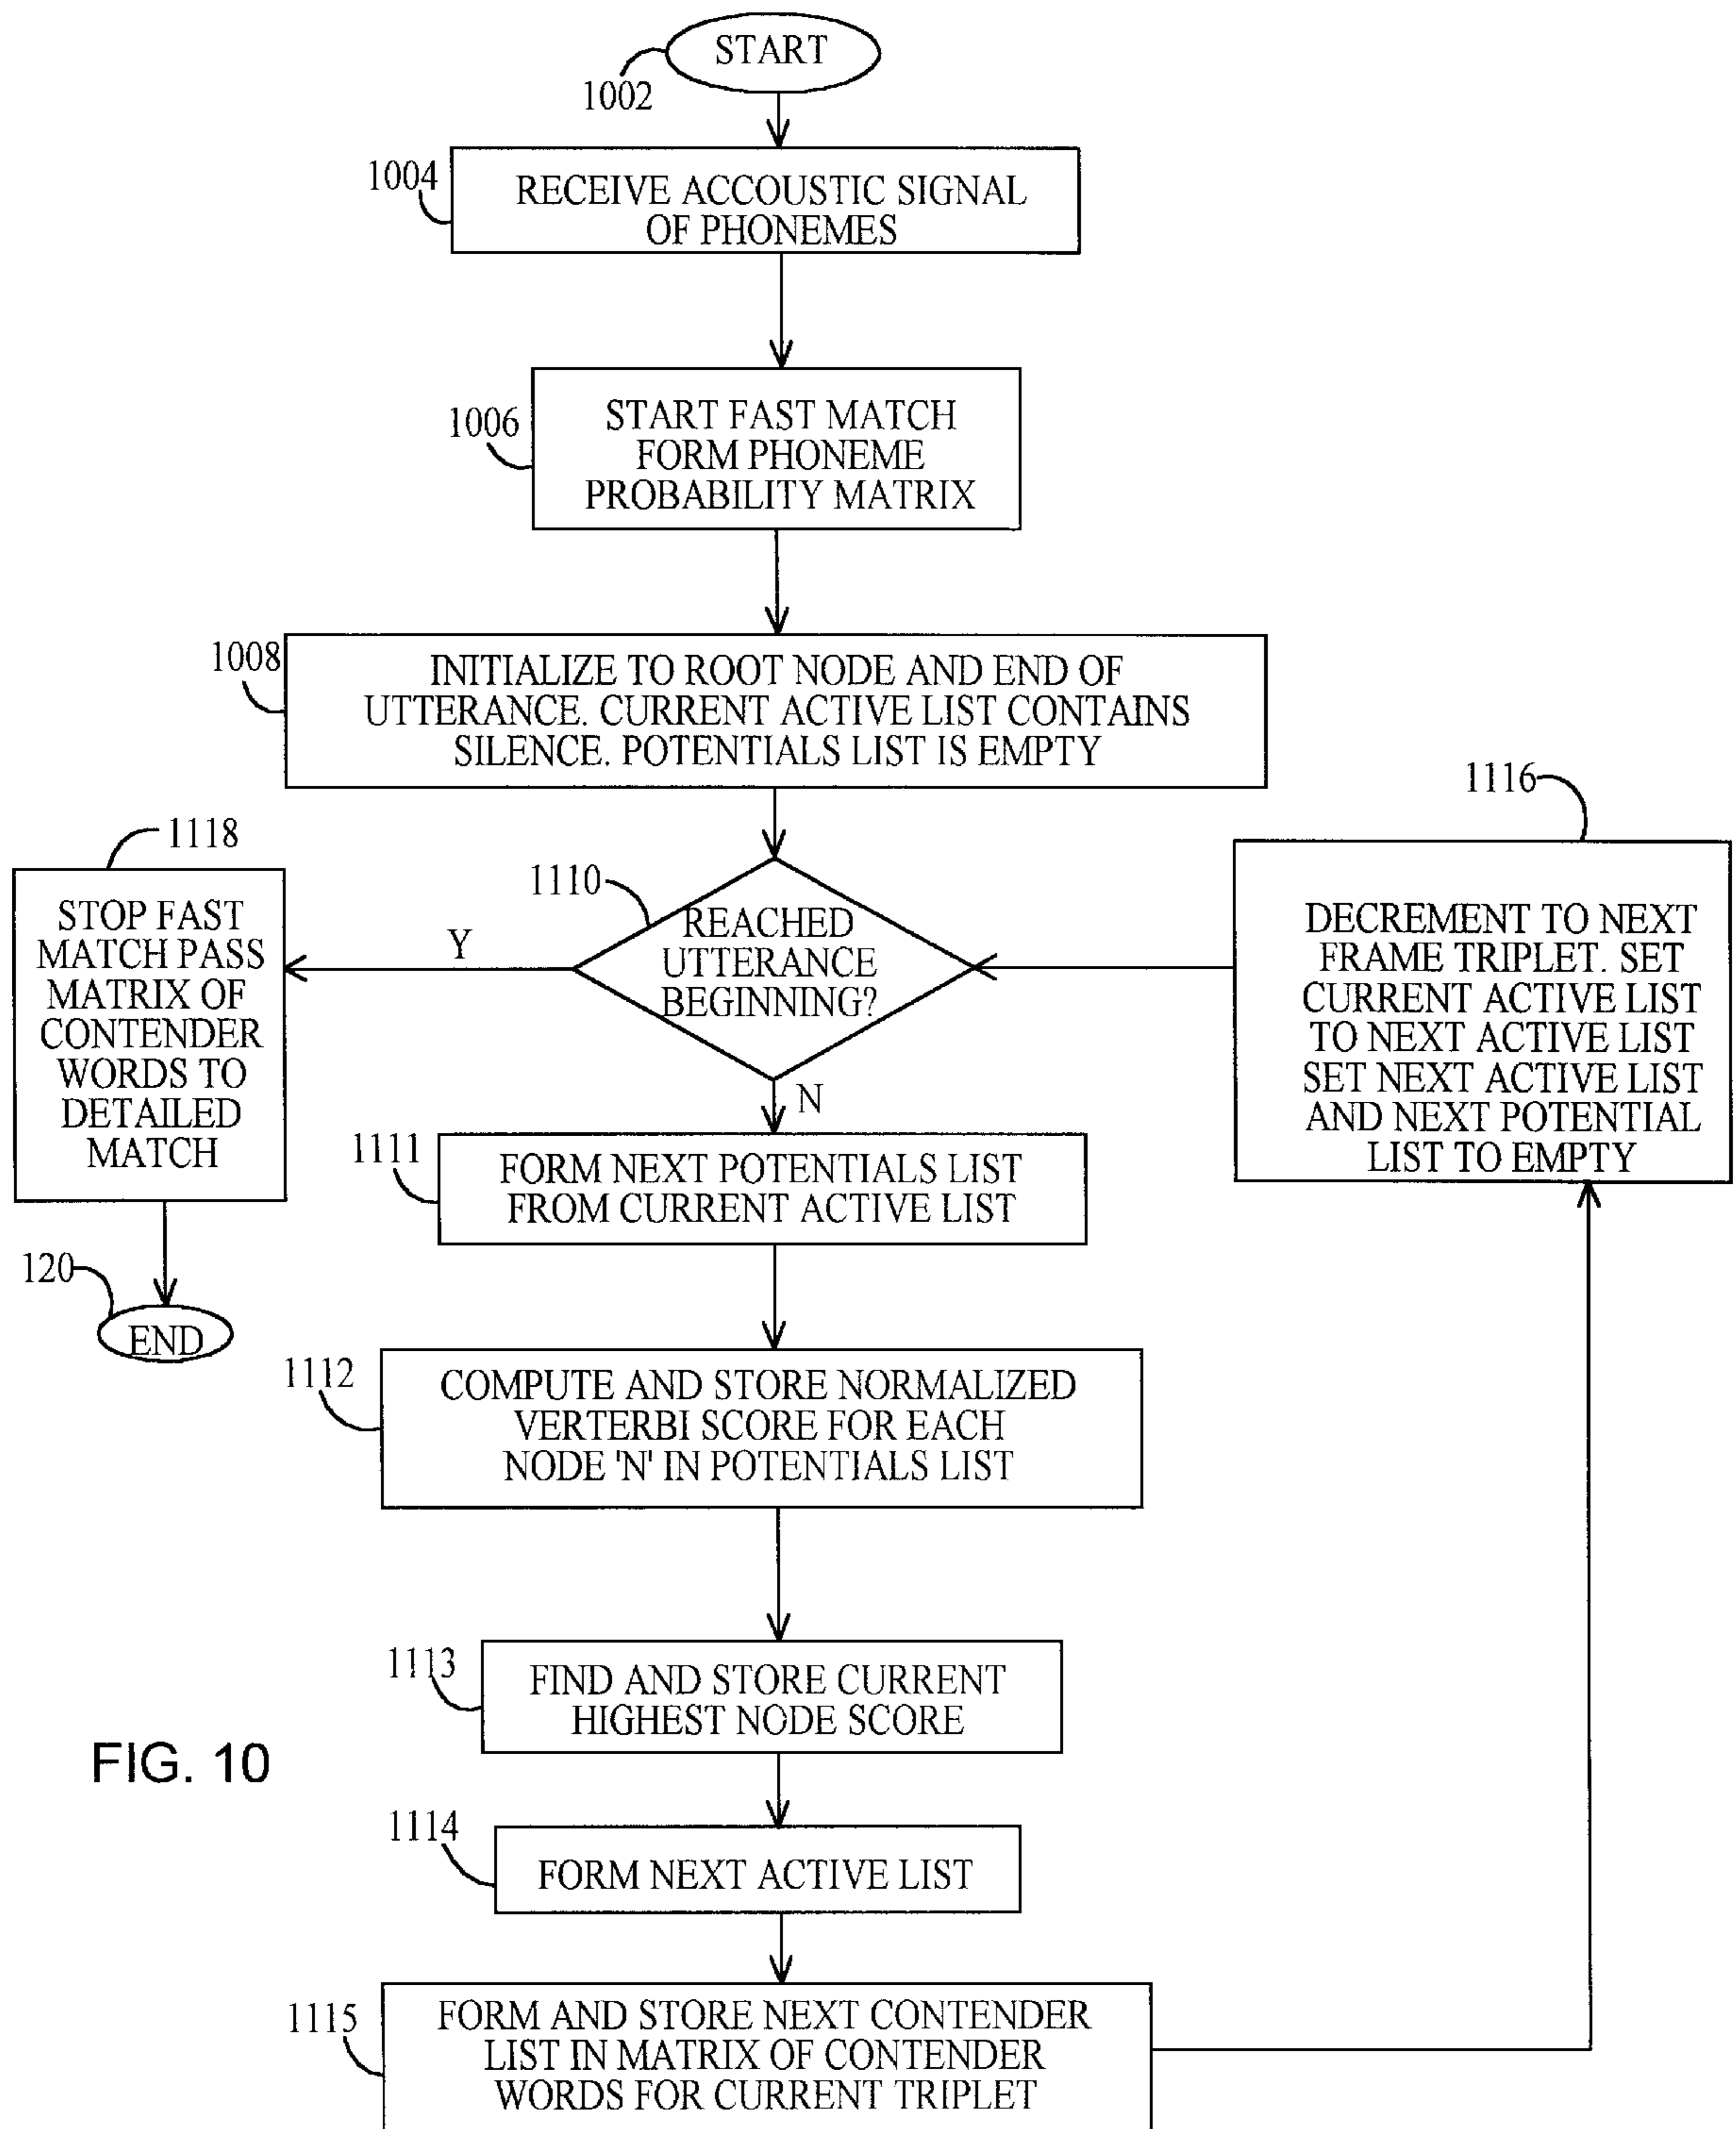 START
1002
1004
RECEIVE ACCOUSTIC SIGNAL
OF PHONEMES
1006
START FAST MATCH
FORM PHONEME
PROBABILITY MATRIX
1008
INITIALIZE TO ROOT NODE AND END OF
UTTERANCE. CURRENT ACTIVE LIST CONTAINS
SILENCE. POTENTIALS LIST IS EMPTY
1110
REACHED
UTTERANCE
BEGINNING?
Y
N
1118
STOP FAST
MATCH PASS
MATRIX OF
CONTENDER
WORDS TO
DETAILED
MATCH
120
END
1116
DECREMENT TO NEXT
FRAME TRIPLET. SET
CURRENT ACTIVE LIST
TO NEXT ACTIVE LIST
SET NEXT ACTIVE LIST
AND NEXT POTENTIAL
LIST TO EMPTY
1111
FORM NEXT POTENTIALS LIST
FROM CURRENT ACTIVE LIST
1112
COMPUTE AND STORE NORMALIZED
VERTERBI SCORE FOR EACH
NODE 'N' IN POTENTIALS LIST
1113
FIND AND STORE CURRENT
HIGHEST NODE SCORE
1114
FORM NEXT ACTIVE LIST
1115
FORM AND STORE NEXT CONTENDER
LIST IN MATRIX OF CONTENDER
WORDS FOR CURRENT TRIPLET
FIG. 10